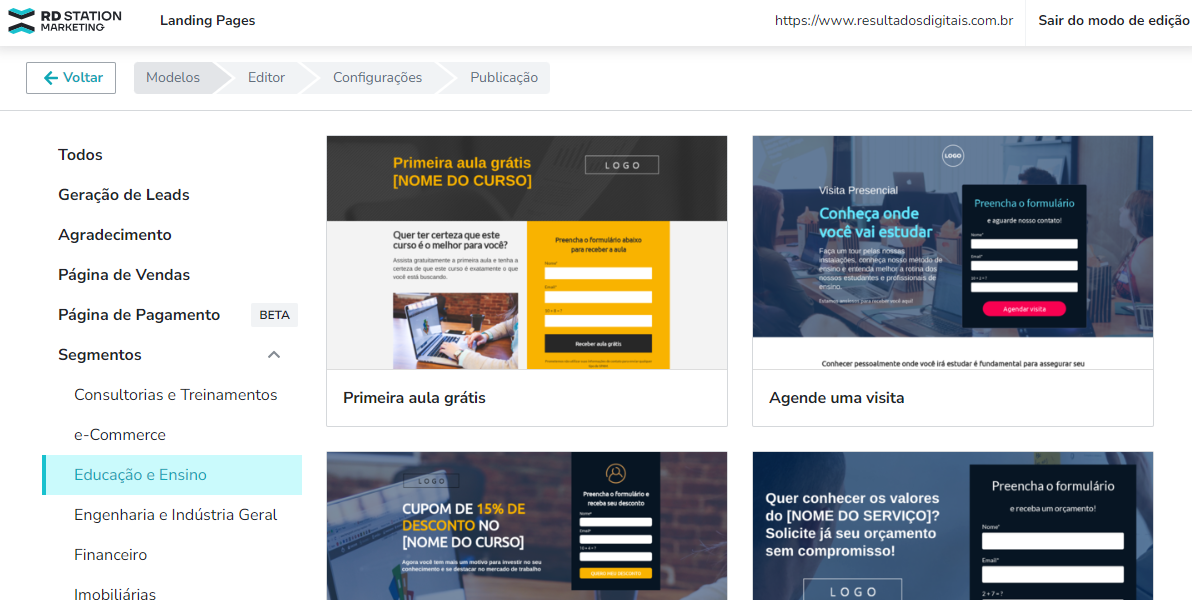 RD STATION
MARKETING
Landing Pages
https://www.resultadosdigitais.com.br
Sair do modo de edição
Voltar
Modelos
Editor
Configurações
Publicação
Todos
Geração de Leads
Agradecimento
Página de Vendas
Página de Pagamento
BETA
Segmentos
Consultorias e Treinamentos
e-Commerce
Educação e Ensino
Engenharia e Indústria Geral
Financeiro
Imobiliárias
Primeira aula grátis
[NOME DO CURSO]
LOGO
Quer ter certeza que este
curso é o melhor para você?
Assista gratuitamente a primeira aula e tenha a
certeza de que este curso é exatamente o que
você está buscando.
Preencha o formulário abaixo
para receber a aula
Nome*
Email*
Receber aula grátis
Primeira aula grátis
LOGO
Visita Presencial
Conheça onde
você vai estudar
Faça um tour pelas nossas
instalações, conheça nosso método de
ensino e entenda melhor a rotina dos
nossos estudantes e profissionais de
ensino.
Estamos ansiosos para receber você aqui!
Preencha o formulário
e aguarde nosso contato!
Nome*
Email*
Agendar visita
Conhecer pessoalmente onde você irá estudar é fundamental para assegurar seu
Agende uma visita
LOGO
CUPOM DE 15% DE
DESCONTO NO
[NOME DO CURSO]
Agora você tem mais um motivo para investir no seu
conhecimento e se destacar no mercado de trabalho
Preencha o formulário e
receba seu desconto
Nome*
Email*
QUERO MEU DESCONTO
Quer conhecer os valores
do [NOME DO SERVIÇO]?
Solicite já seu orçamento
sem compromisso!
LOGO
Preencha o formulário
e receba um orçamento!
Nome*
Email*
2 + 7 = ?